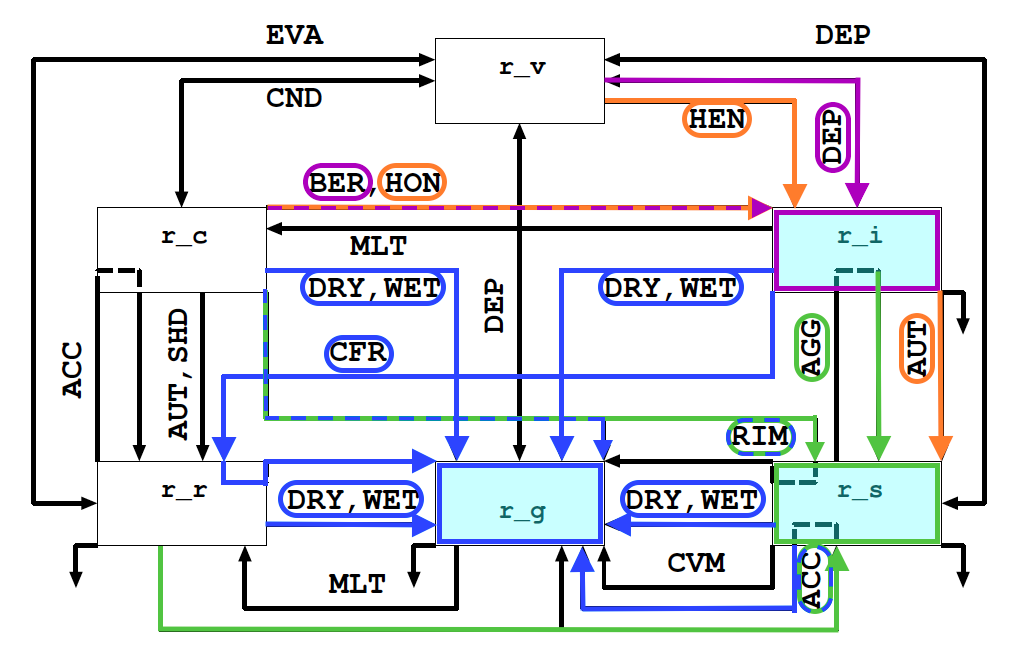 EVA
DEP
r_v
CND
HEN
DEP
BER, HON
r_c
r_i
MLT
DRY,WET
DRY,WET
DEP
CFR
ACC
AUT,SHD
AGG
AUT
RIM
r_r
r_s
DRY,WET
r_g
DRY,WET
CVM
MLT
ACC